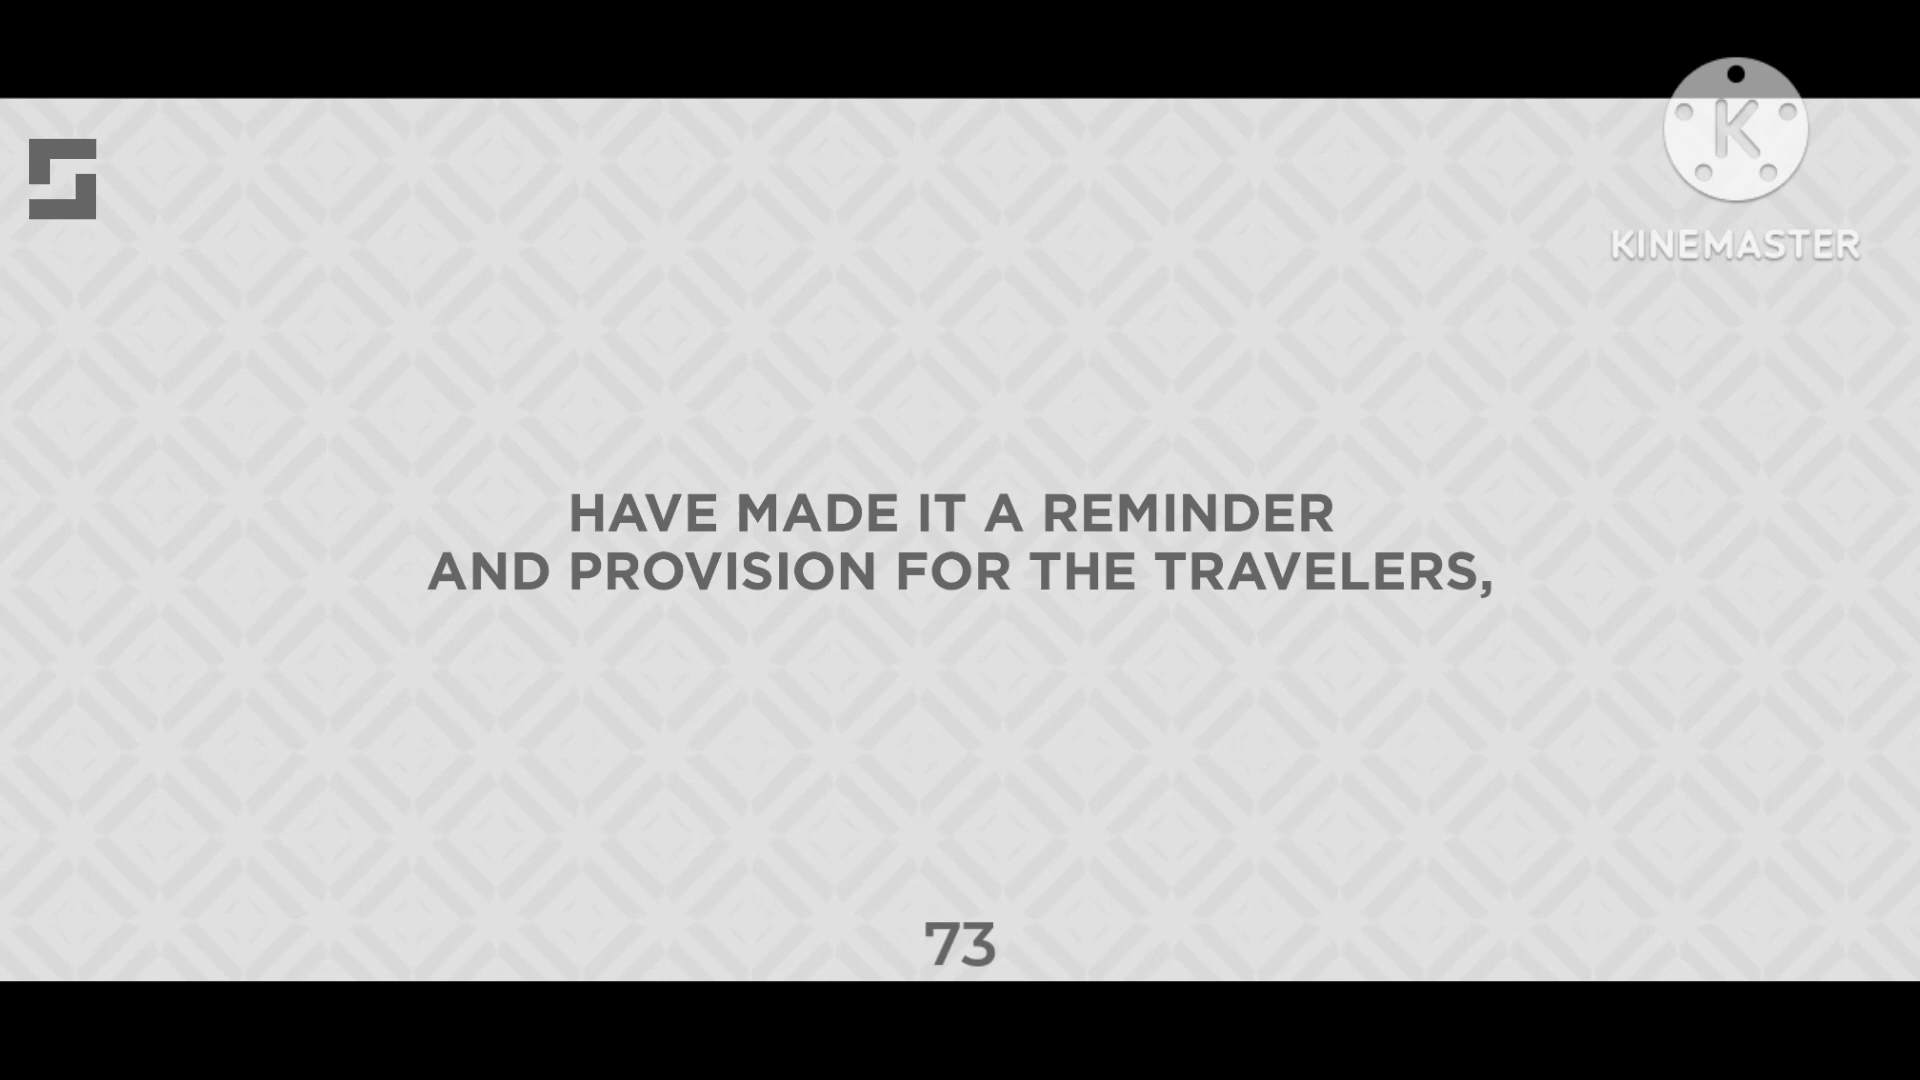 KINEMASTER
HAVE MADE IT A REMINDER
AND PROVISION FOR THE TRAVELERS,
73